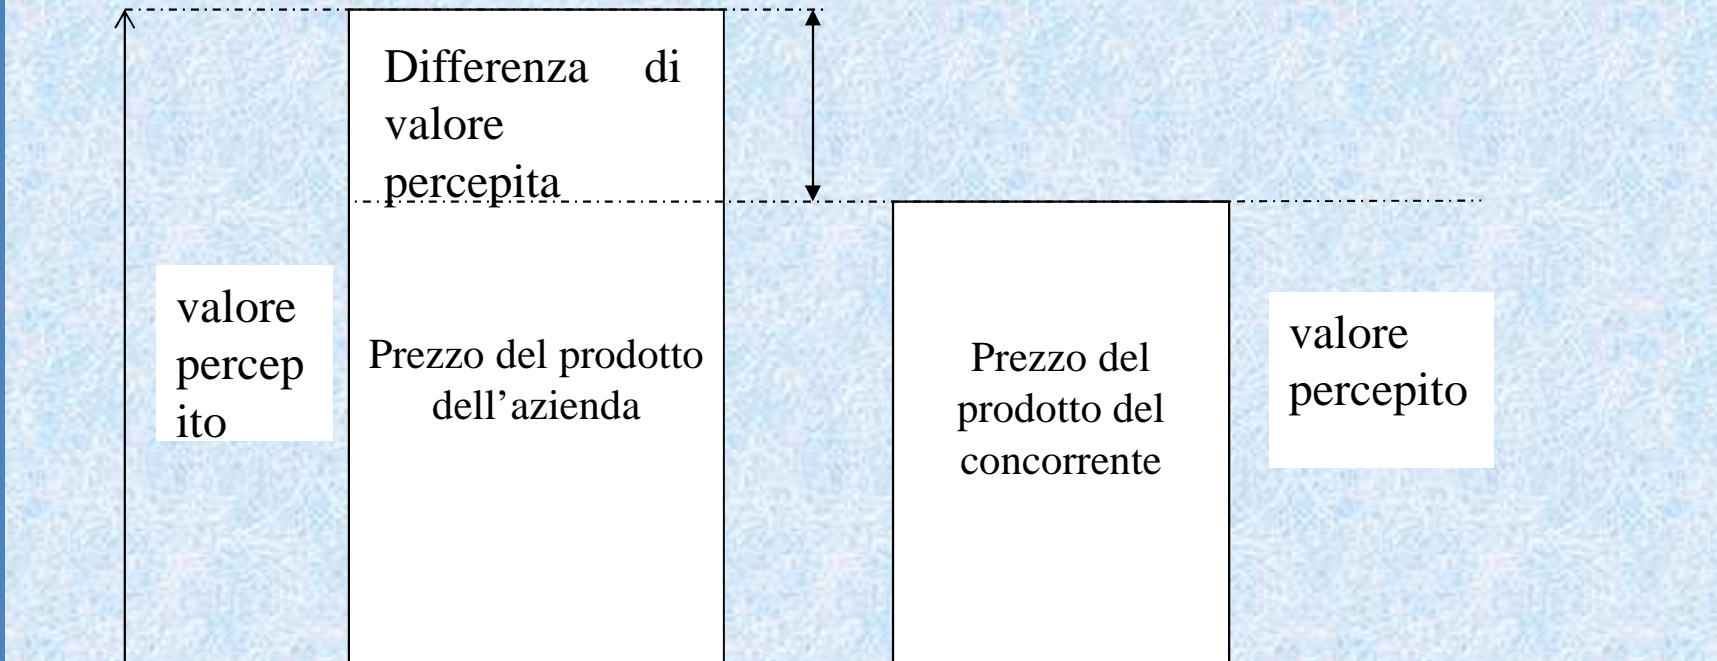 Differenza di
valore
percepita
valore
percep
ito
Prezzo del prodotto
dell’azienda
Prezzo del
prodotto del
concorrente
valore
percepito